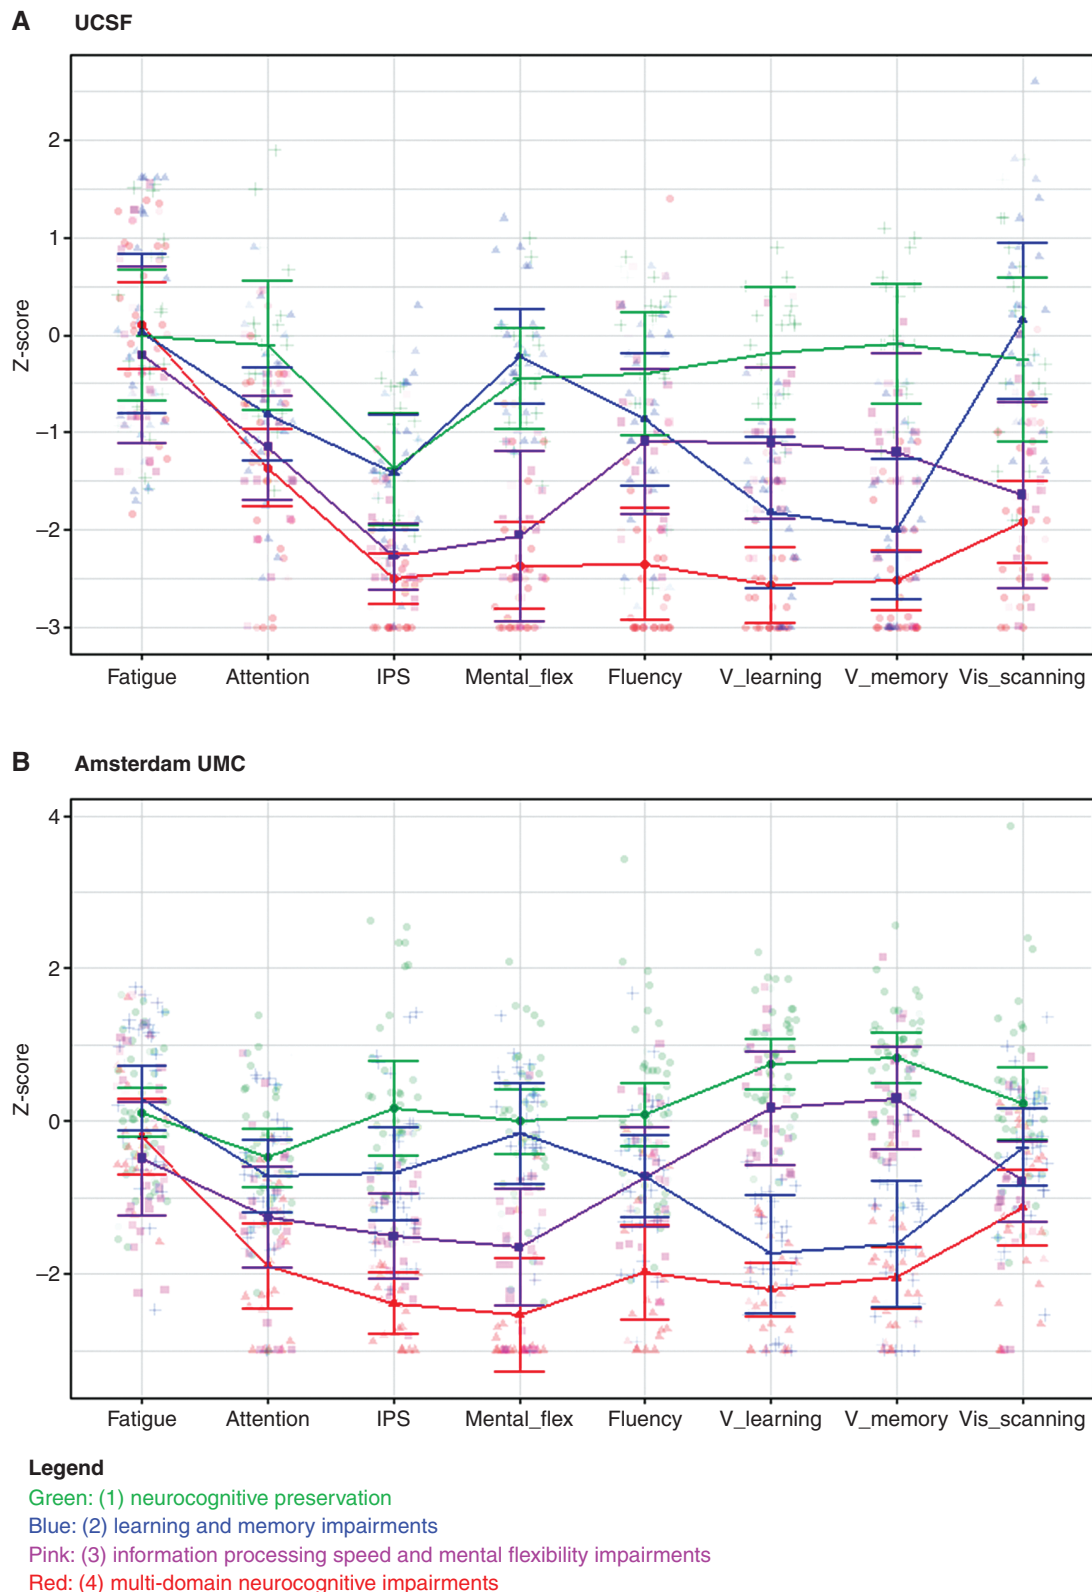 A UCSF
2
1
0
–1
–2
–3
Z-score
Fatigue Attention IPS Mental_flex Fluency V_learning V_memory Vis_scanning
B Amsterdam UMC
4
2
0
–2
Z-score
Fatigue Attention IPS Mental_flex Fluency V_learning V_memory Vis_scanning
Legend
Green: (1) neurocognitive preservation
Blue: (2) learning and memory impairments
Pink: (3) information processing speed and mental flexibility impairments
Red: (4) multi-domain neurocognitive impairments